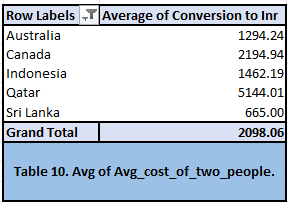 Row Labels Average of Conversion to Inr
Australia 1294.24
Canada 2194.94
Indonesia 1462.19
Qatar 5144.01
Sri Lanka 665.00
Grand Total 2098.06
Table 10. Avg of Avg_cost_of_two_people.